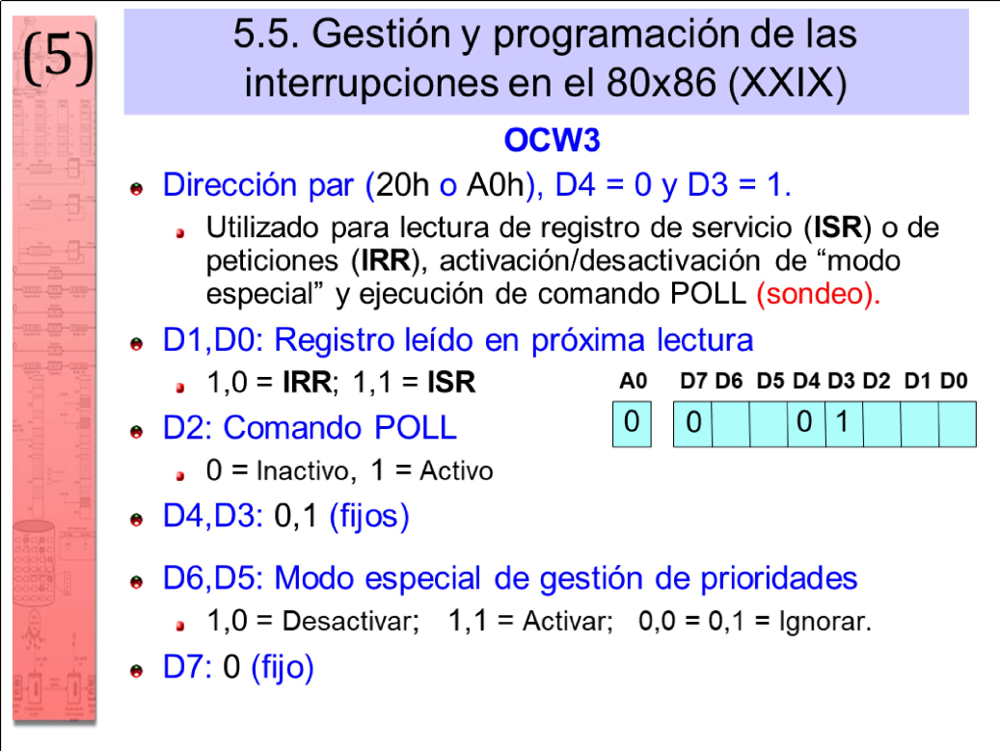 (5)
5.5. Gestión y programación de las
interrupciones en el 80x86 (XXIX)
OCW3
Dirección par (20h o A0h), D4 = 0 y D3 = 1.
Utilizado para lectura de registro de servicio (ISR) o de
peticiones (IRR), activación/desactivación de “modo
especial” y ejecución de comando POLL (sondeo).
D1,D0: Registro leído en próxima lectura
1,0 = IRR; 1,1 = ISR
A0 D7 D6 D5 D4 D3 D2 D1 D0
0 0 0 1
D2: Comando POLL
0 = Inactivo, 1 = Activo
D4,D3: 0,1 (fijos)
D6,D5: Modo especial de gestión de prioridades
1,0 = Desactivar; 1,1 = Activar; 0,0 = 0,1 = Ignorar.
D7: 0 (fijo)